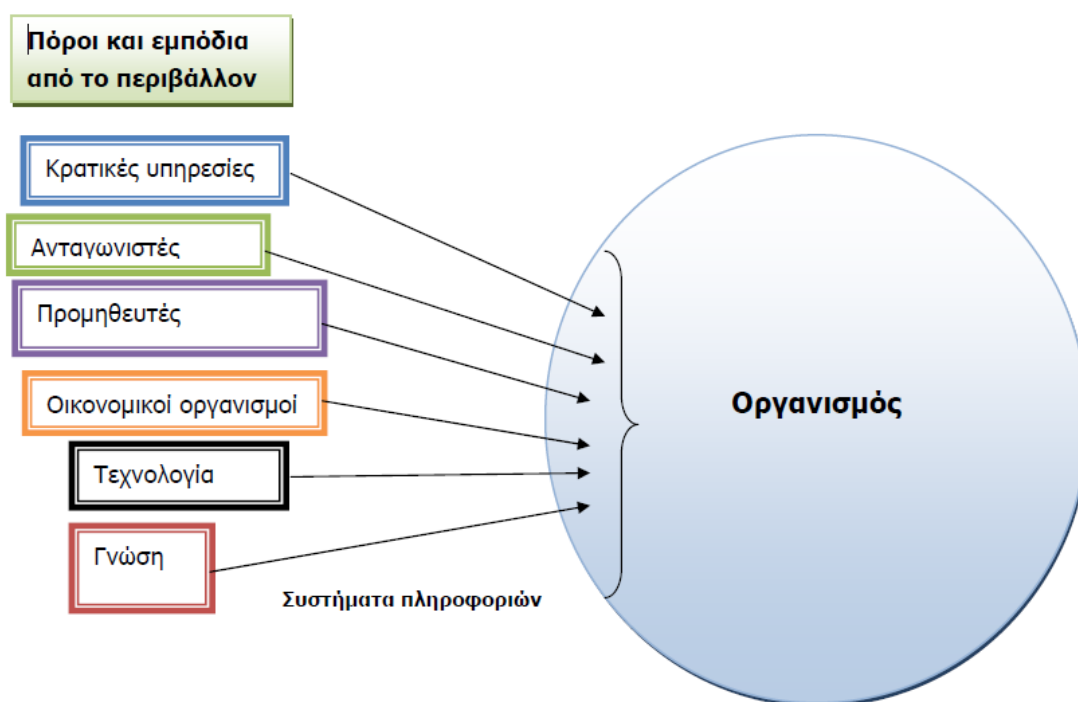 Πόροι και εμπόδια
από το περιβάλλον
Κρατικές υπηρεσίες
Ανταγωνιστές
Προμηθευτές
Οικονομικοί οργανισμοί
Τεχνολογία
Γνώση
Συστήματα πληροφοριών
Οργανισμός